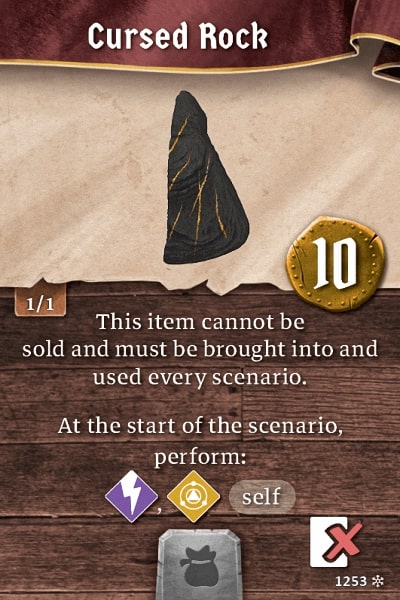 Cursed Rock
10
1/1
This item cannot be
sold and must be brought into and
used every scenario.
At the start of the scenario,
perform:
, self
1253